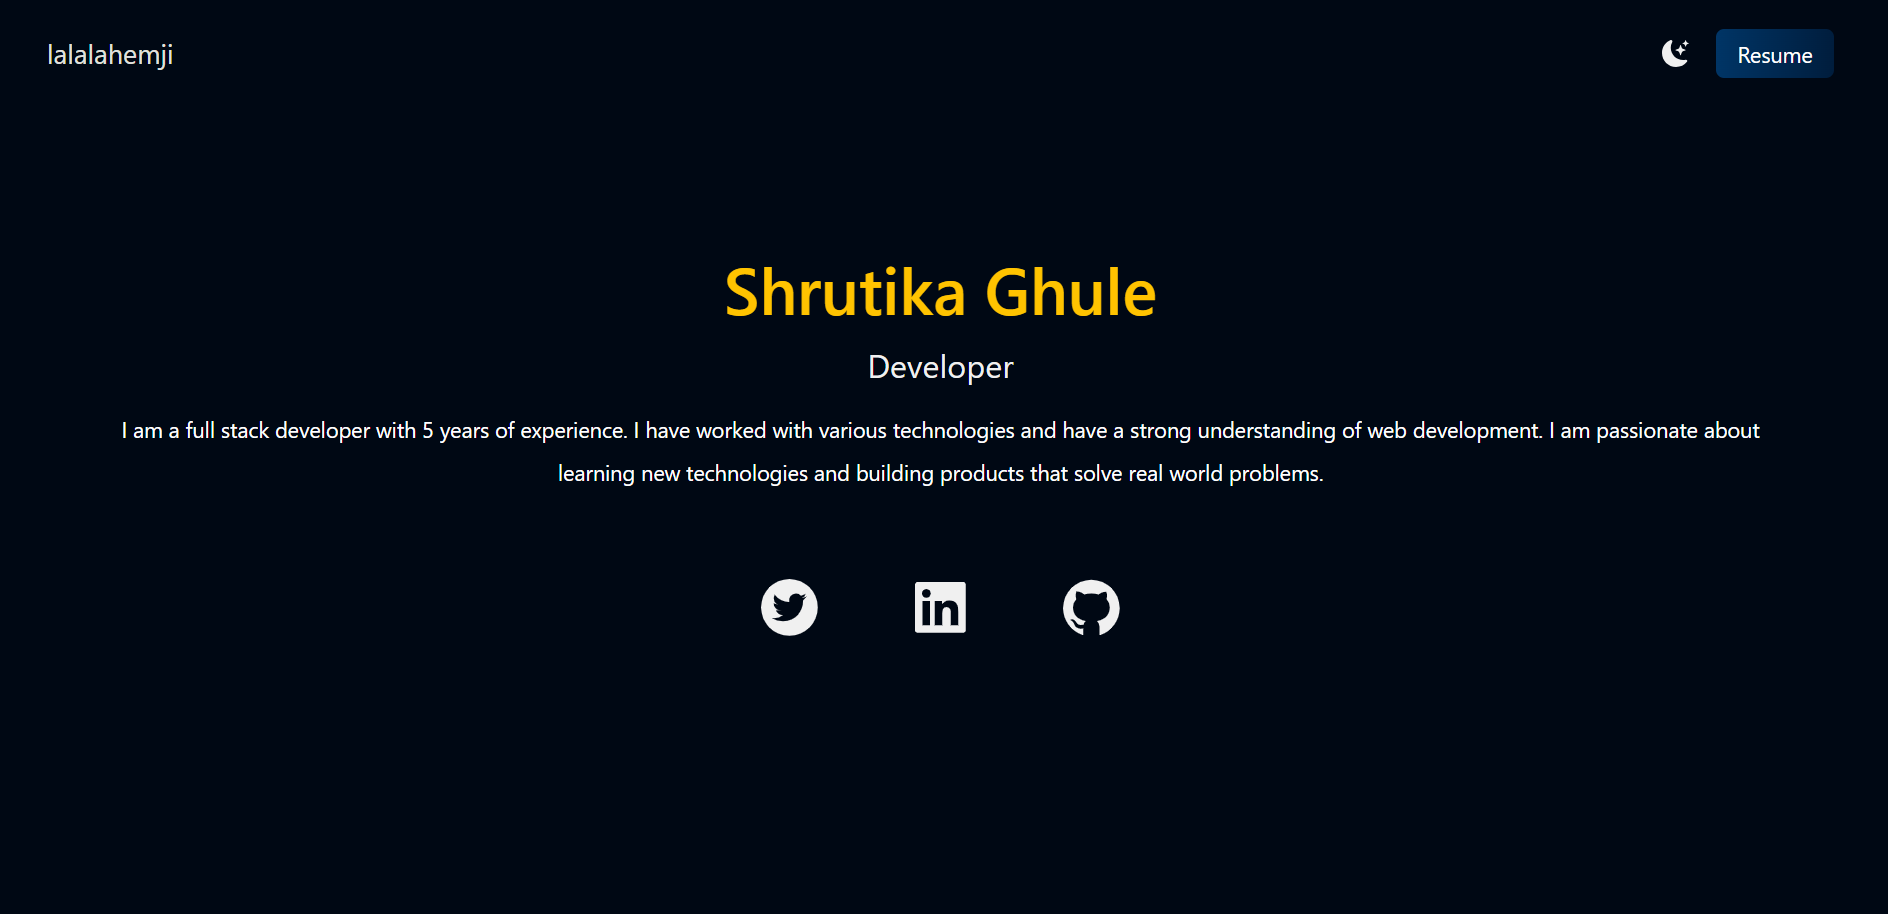 lalalahemji
Resume
Shrutika Ghule
Developer
I am a full stack developer with 5 years of experience. I have worked with various technologies and have a strong understanding of web development. I am passionate about
learning new technologies and building products that solve real world problems.
in